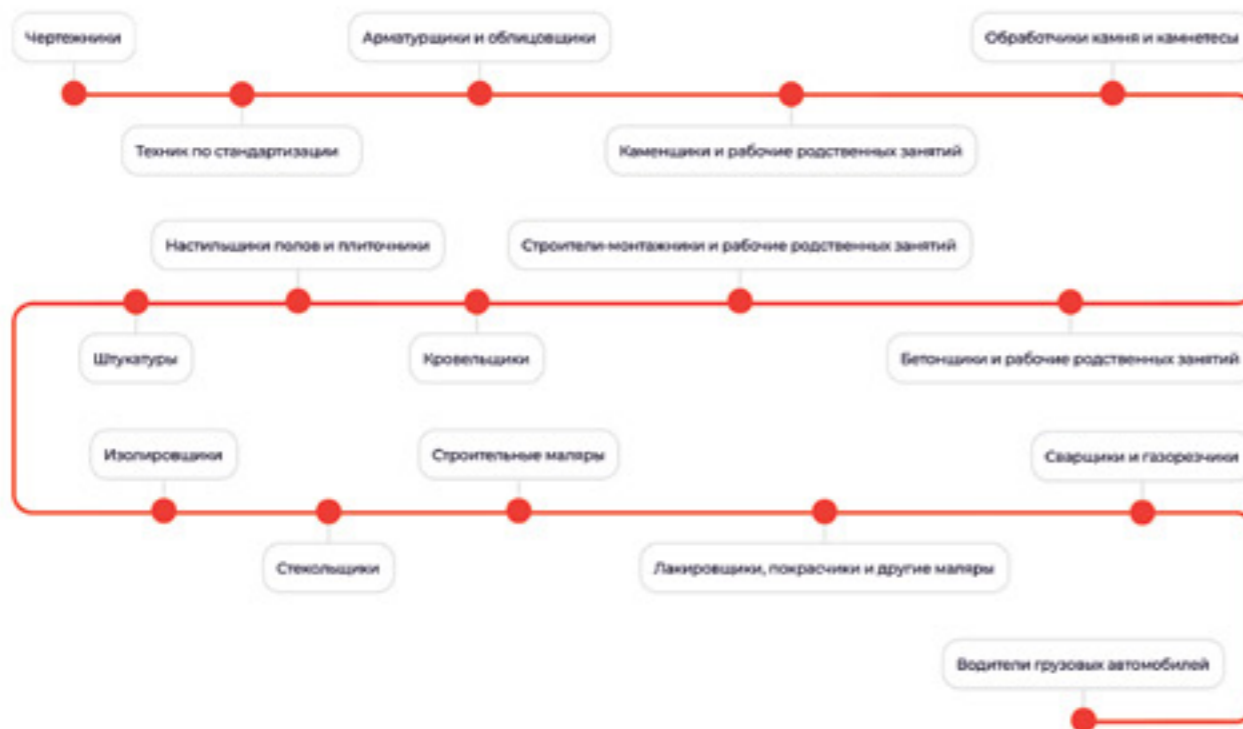 Чертежники
Арматурщики и облицовщики
Обработчики камня и камнетесы
Техник по стандартизации
Каменщики и рабочие родственных занятий
Настильщики полов и плиточники
Строители-монтажники и рабочие родственных занятий
Штукатуры
Кровельщики
Бетонщики и рабочие родственных занятий
Изолировщики
Строительные маляры
Сварщики и газорезчики
Стекольщики
Лакировщики, покрасчики и другие маляры
Водители грузовых автомобилей